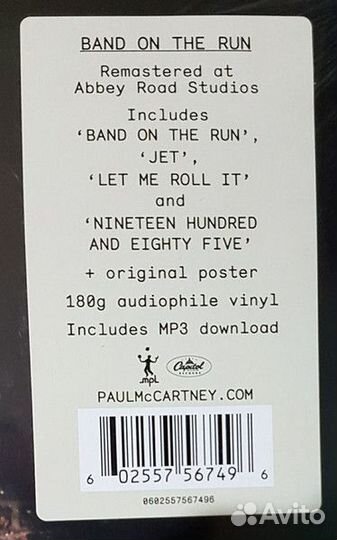 BAND ON THE RUN
Remastered at
Abbey Road Studios
Includes
‘BAND ON THE RUN’,
‘JET’,
‘LET ME ROLL IT’
and
‘NINETEEN HUNDRED
AND EIGHTY FIVE’
+ original poster
180g audiophile vinyl
Includes MP3 download
mpl Capitol
RECORDS
PAULMcCARTNEY.COM
6 02557 56749 6
0602557567496
Avito